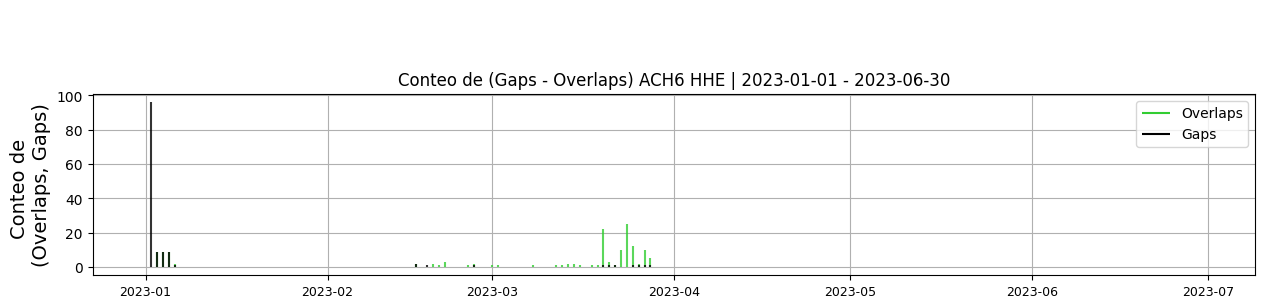 Conteo de (Gaps - Overlaps) ACH6 HHE | 2023-01-01 - 2023-06-30
Conteo de
(Overlaps, Gaps)
100
80
60
40
20
0
Overlaps
Gaps
2023-01
2023-02
2023-03
2023-04
2023-05
2023-06
2023-07